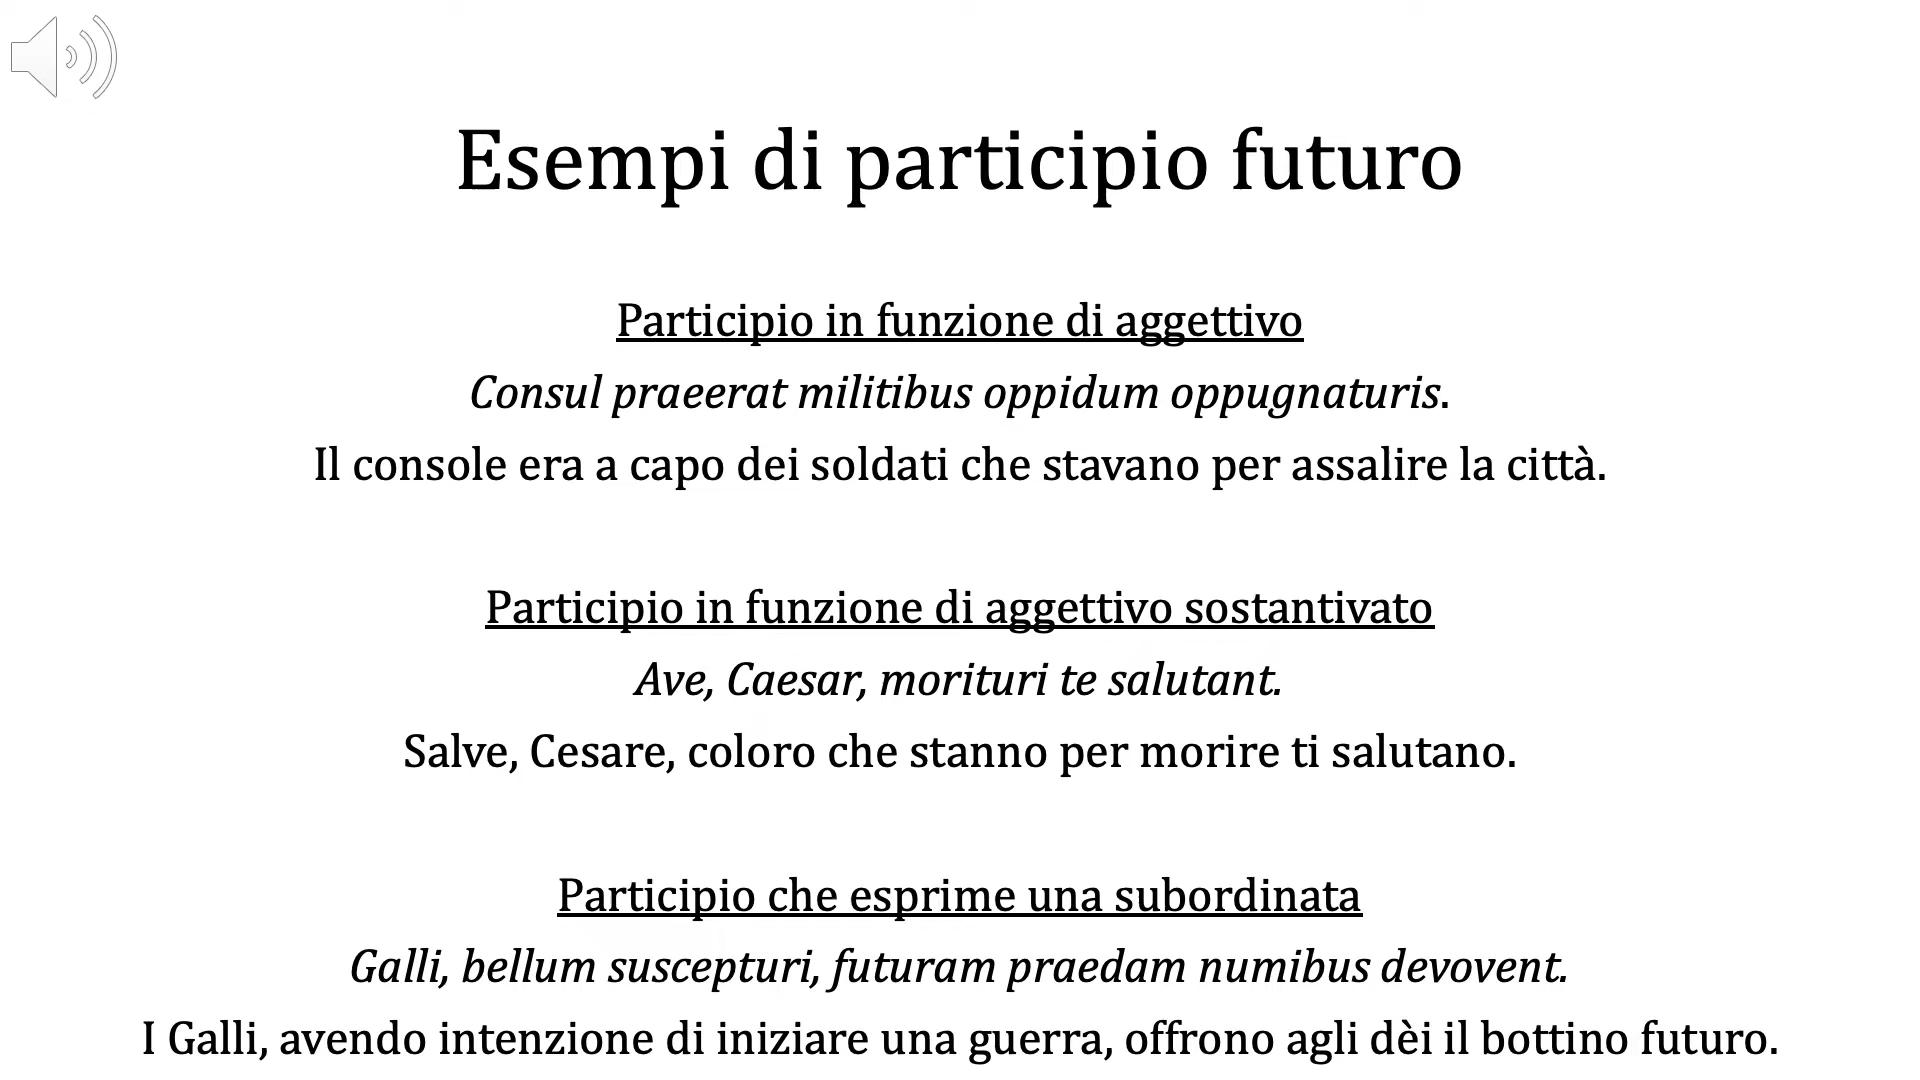 Esempi di participio futuro
Participio in funzione di aggettivo
Consul praeerat militibus oppidum oppugnaturis.
Il console era a capo dei soldati che stavano per assalire la città.
Participio in funzione di aggettivo sostantivato
Ave, Caesar, morituri te salutant.
Salve, Cesare, coloro che stanno per morire ti salutano.
Participio che esprime una subordinata
Galli, bellum suscepturi, futuram praedam numibus devovent.
I Galli, avendo intenzione di iniziare una guerra, offrono agli dèi il bottino futuro.